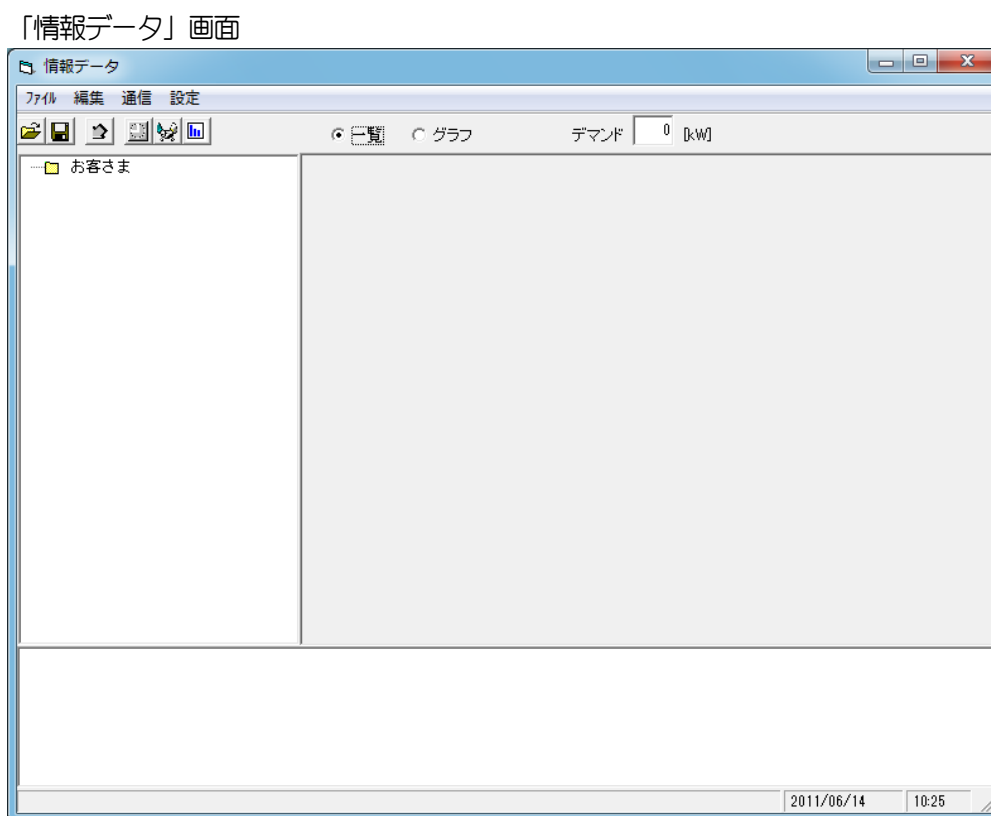 「情報データ」画面
情報データ
ﾌｧｲﾙ 編集 通信 設定
一覧 グラフ デマンド 0 [kW]
お客さま
2011/06/14 10:25